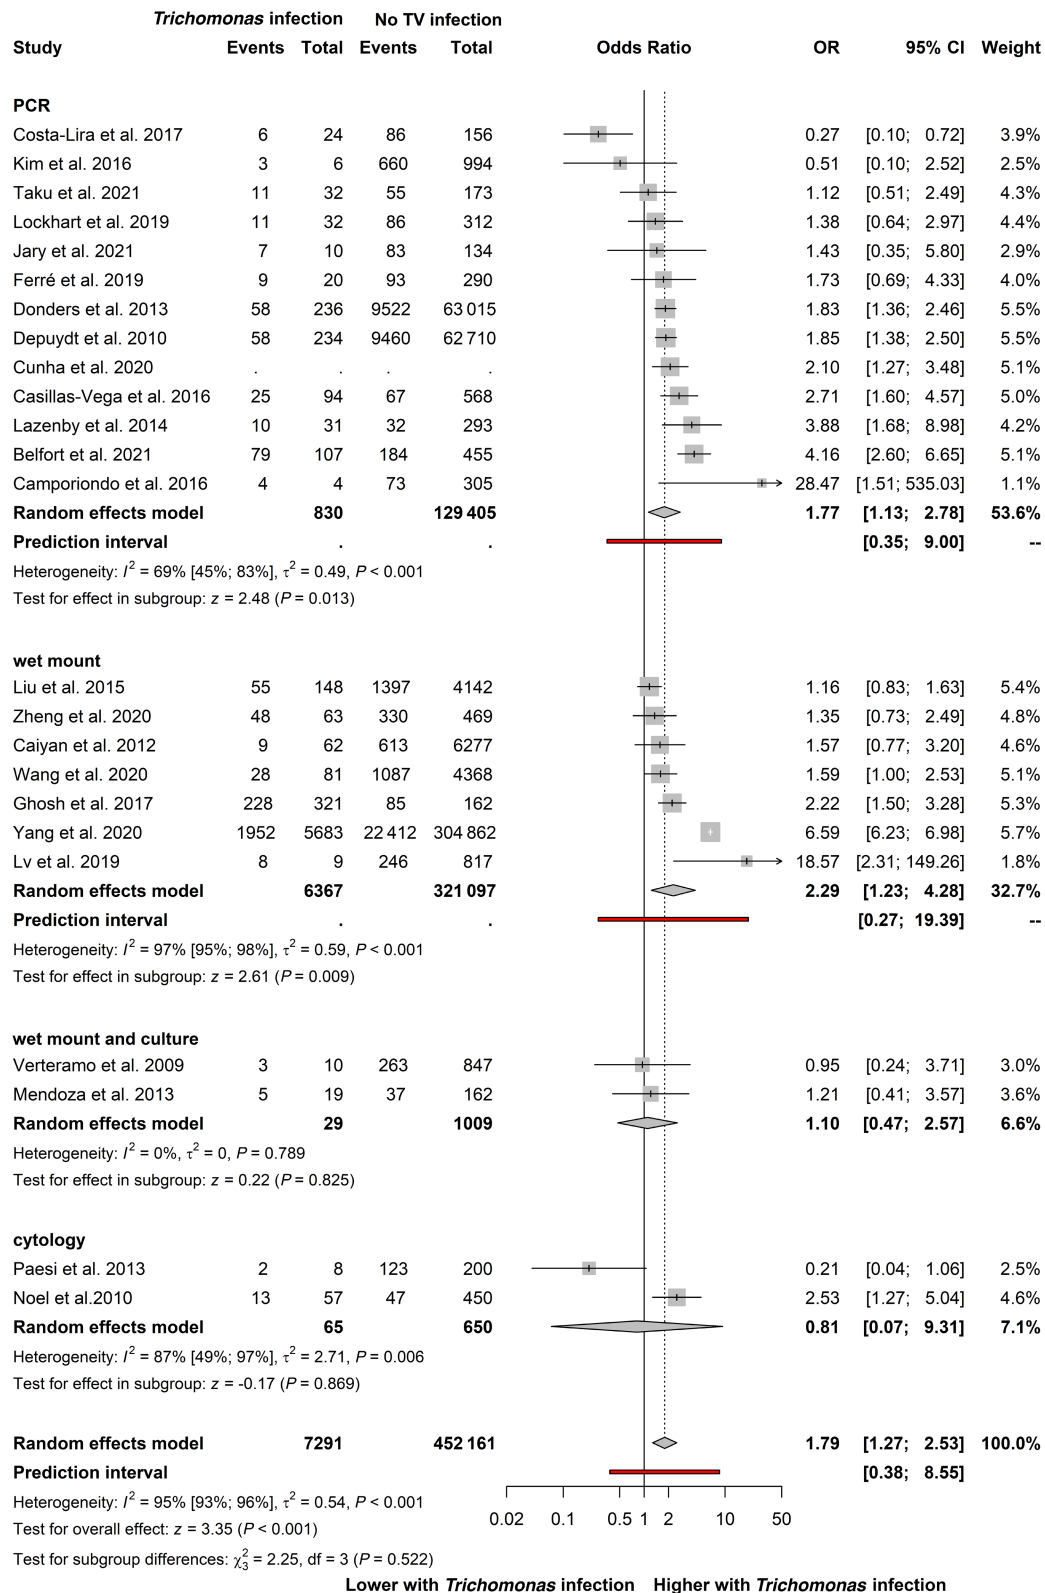 Trichomonas infection No TV infection
Study Events Total Events Total Odds Ratio OR 95% CI Weight
PCR
Costa-Lira et al. 2017 6 24 86 156 0.27 [0.10; 0.72] 3.9%
Kim et al. 2016 3 6 660 994 0.51 [0.10; 2.52] 2.5%
Taku et al. 2021 11 32 55 173 1.12 [0.51; 2.49] 4.3%
Lockhart et al. 2019 11 32 86 312 1.38 [0.64; 2.97] 4.4%
Jary et al. 2021 7 10 83 134 1.43 [0.35; 5.80] 2.9%
Ferré et al. 2019 9 20 93 290 1.73 [0.69; 4.33] 4.0%
Donders et al. 2013 58 236 9522 63 015 1.83 [1.36; 2.46] 5.5%
Depuydt et al. 2010 58 234 9460 62 710 1.85 [1.38; 2.50] 5.5%
Cunha et al. 2020 . . . . 2.10 [1.27; 3.48] 5.1%
Casillas-Vega et al. 2016 25 94 67 568 2.71 [1.60; 4.57] 5.0%
Lazenby et al. 2014 10 31 32 293 3.88 [1.68; 8.98] 4.2%
Belfort et al. 2021 79 107 184 455 4.16 [2.60; 6.65] 5.1%
Camporiondo et al. 2016 4 4 73 305 28.47 [1.51; 535.03] 1.1%
Random effects model 830 129 405 1.77 [1.13; 2.78] 53.6%
Prediction interval . . [0.35; 9.00] --
Heterogeneity: I² = 69% [45%; 83%], τ² = 0.49, P < 0.001
Test for effect in subgroup: z = 2.48 (P = 0.013)
wet mount
Liu et al. 2015 55 148 1397 4142 1.16 [0.83; 1.63] 5.4%
Zheng et al. 2020 48 63 330 469 1.35 [0.73; 2.49] 4.8%
Caiyan et al. 2012 9 62 613 6277 1.57 [0.77; 3.20] 4.6%
Wang et al. 2020 28 81 1087 4368 1.59 [1.00; 2.53] 5.1%
Ghosh et al. 2017 228 321 85 162 2.22 [1.50; 3.28] 5.3%
Yang et al. 2020 1952 5683 22 412 304 862 6.59 [6.23; 6.98] 5.7%
Lv et al. 2019 8 9 246 817 18.57 [2.31; 149.26] 1.8%
Random effects model 6367 321 097 2.29 [1.23; 4.28] 32.7%
Prediction interval . . [0.27; 19.39] --
Heterogeneity: I² = 97% [95%; 98%], τ² = 0.59, P < 0.001
Test for effect in subgroup: z = 2.61 (P = 0.009)
wet mount and culture
Verteramo et al. 2009 3 10 263 847 0.95 [0.24; 3.71] 3.0%
Mendoza et al. 2013 5 19 37 162 1.21 [0.41; 3.57] 3.6%
Random effects model 29 1009 1.10 [0.47; 2.57] 6.6%
Heterogeneity: I² = 0%, τ² = 0, P = 0.789
Test for effect in subgroup: z = 0.22 (P = 0.825)
cytology
Paesi et al. 2013 2 8 123 200 0.21 [0.04; 1.06] 2.5%
Noel et al.2010 13 57 47 450 2.53 [1.27; 5.04] 4.6%
Random effects model 65 650 0.81 [0.07; 9.31] 7.1%
Heterogeneity: I² = 87% [49%; 97%], τ² = 2.71, P = 0.006
Test for effect in subgroup: z = -0.17 (P = 0.869)
Random effects model 7291 452 161 1.79 [1.27; 2.53] 100.0%
Prediction interval [0.38; 8.55]
Heterogeneity: I² = 95% [93%; 96%], τ² = 0.54, P < 0.001
0.02 0.1 0.5 1 2 10 50
Test for overall effect: z = 3.35 (P < 0.001)
Test for subgroup differences: χ²₃ = 2.25, df = 3 (P = 0.522)
Lower with Trichomonas infection Higher with Trichomonas infection